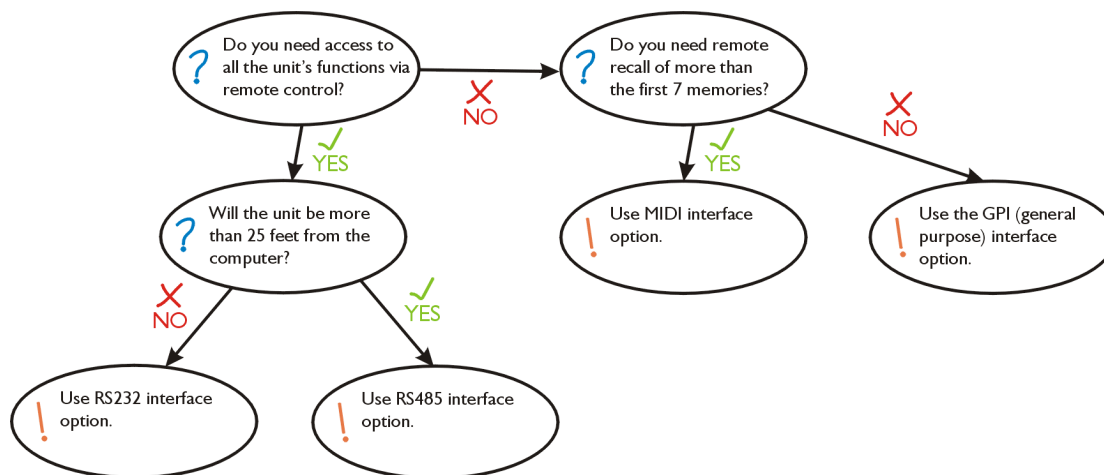 Do you need access to
all the unit's functions via
remote control?
Do you need remote
recall of more than
the first 7 memories?
NO
NO
YES
YES
Will the unit be more
than 25 feet from the
computer?
Use MIDI interface
option.
Use the GPI (general
purpose) interface
option.
NO
YES
Use RS232 interface
option.
Use RS485 interface
option.